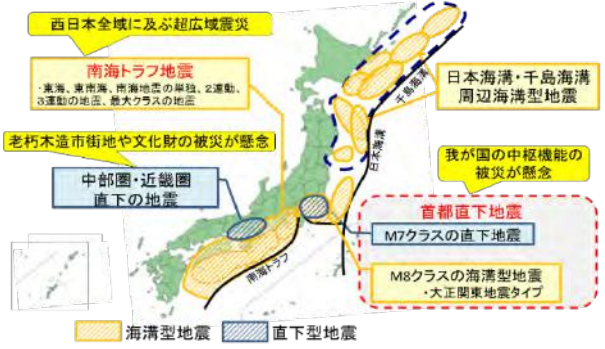 西日本全域に及ぶ超広域震災
南海トラフ地震
・東海、東南海、南海地震の単独、2連動、
3連動の地震、最大クラスの地震
老朽木造市街地や文化財の被災が懸念
中部圏・近畿圏
直下の地震
千島海溝
日本海溝
日本海溝・千島海溝
周辺海溝型地震
我が国の中枢機能の
被災が懸念
首都直下地震
M7クラスの直下地震
M8クラスの海溝型地震
・大正関東地震タイプ
南海トラフ
海溝型地震
直下型地震